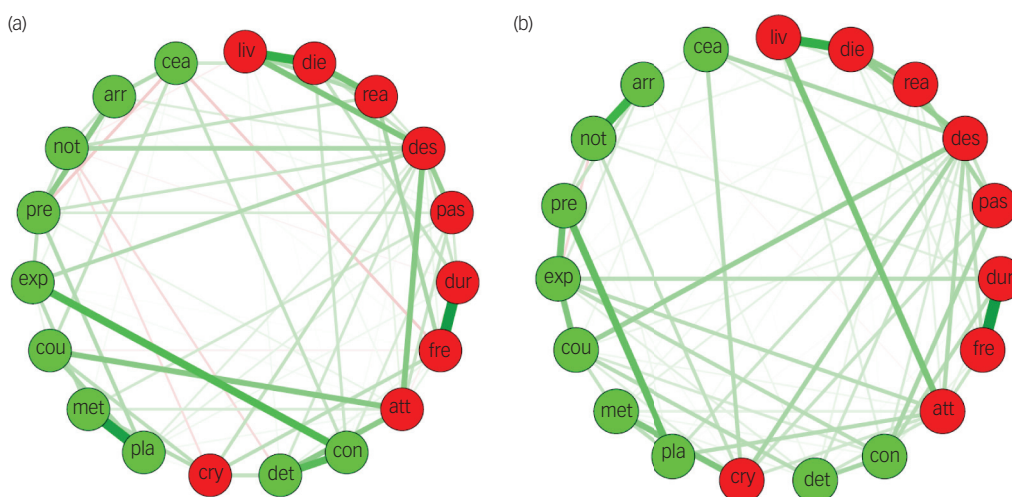 (a)
liv
die
rea
des
pas
dur
fre
att
con
det
cry
pla
met
cou
exp
pre
not
arr
cea
(b)
liv
die
rea
des
pas
dur
fre
att
con
det
cry
pla
met
cou
exp
pre
not
arr
cea